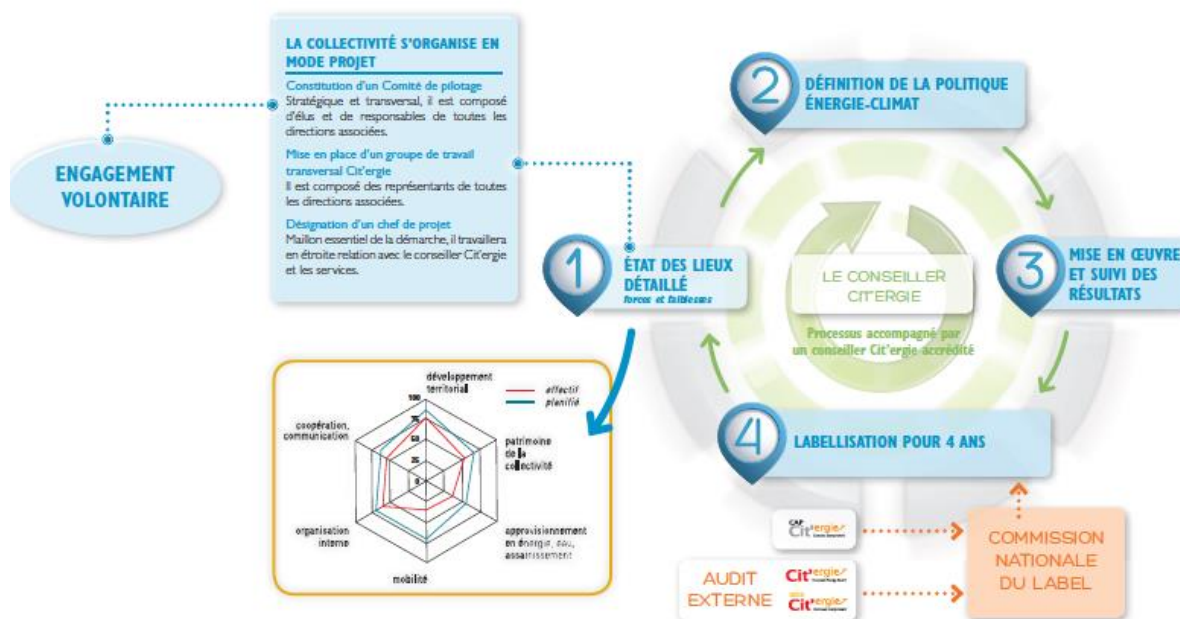 ENGAGEMENT
VOLONTAIRE
LA COLLECTIVITÉ S'ORGANISE EN
MODE PROJET
Constitution d'un Comité de pilotage
Stratégique et transversal, il est composé
d'élus et de responsables de toutes les
directions associées.
Mise en place d'un groupe de travail
transversal Cit'ergie
Il est composé des représentants de toutes
les directions associées.
Désignation d'un chef de projet
Maillon essentiel de la démarche, il travaillera
en étroite relation avec le conseiller Cit'ergie
et les services.
1
ÉTAT DES LIEUX
DÉTAILLÉ
forces et faiblesses
2
DÉFINITION DE LA POLITIQUE
ÉNERGIE-CLIMAT
3
MISE EN ŒUVRE
ET SUIVI DES
RÉSULTATS
4
LABELLISATION POUR 4 ANS
LE CONSEILLER
CIT'ERGIE
Processus accompagné par
un conseiller Cit'ergie accrédité
développement
territorial
effectif
planifié
100
75
50
25
0
coopération,
communication
patrimoine
de la
collectivité
organisation
interne
approvisionnement
en énergie, eau,
assainissement
mobilité
CAP
Cit'ergie
AUDIT
EXTERNE
Cit'ergie
Cit'ergie
COMMISSION
NATIONALE
DU LABEL